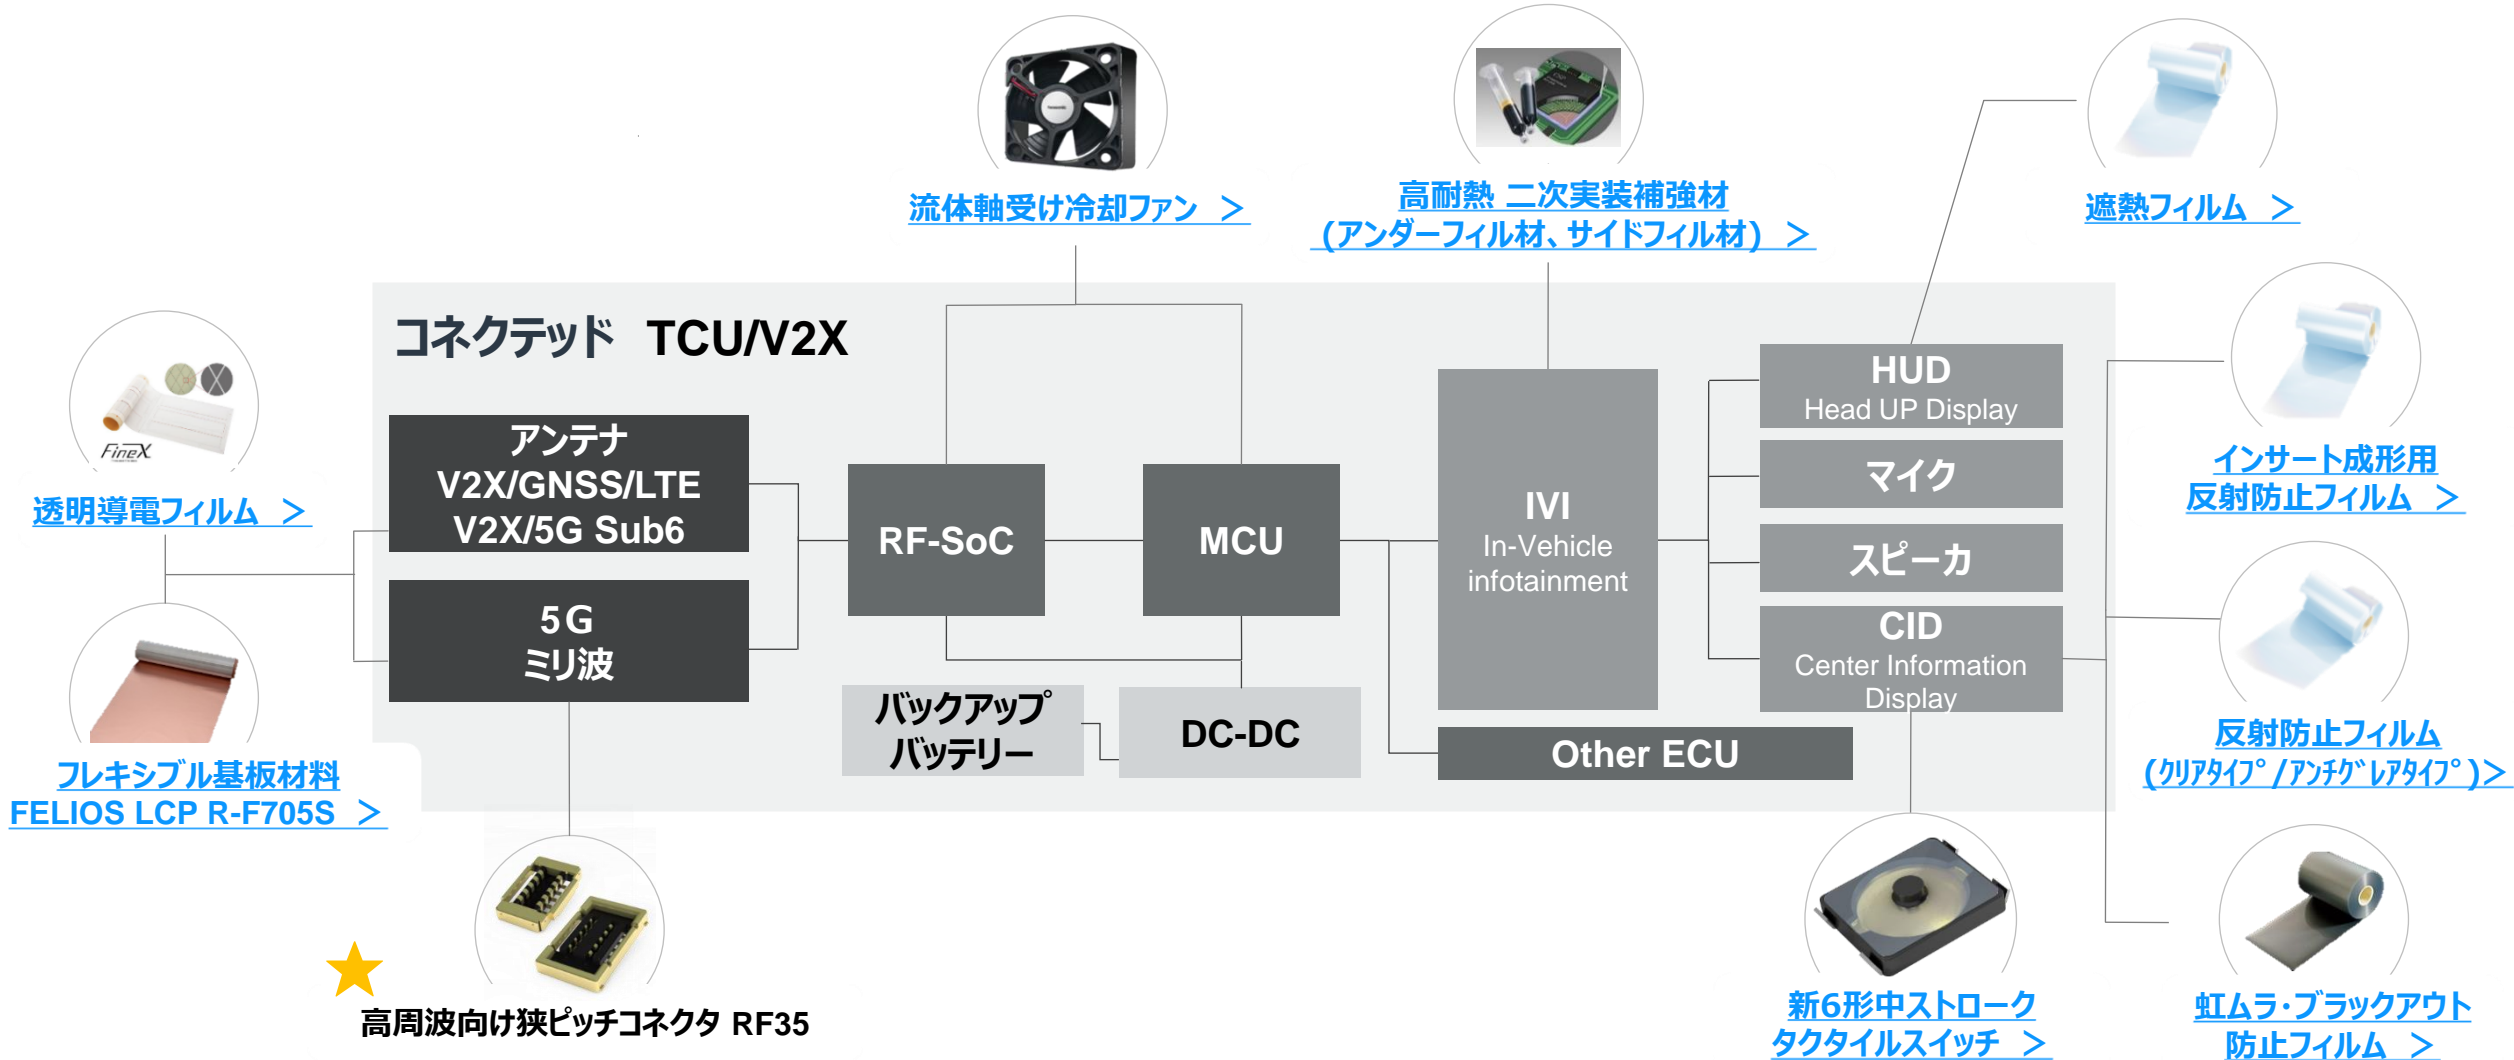 流体軸受け冷却ファン ＞
高耐熱 二次実装補強材
(アンダーフィル材、サイドフィル材) ＞
遮熱フィルム ＞
コネクテッド TCU/V2X
FineX
透明導電フィルム ＞
アンテナ
V2X/GNSS/LTE
V2X/5G Sub6
5G
ミリ波
フレキシブル基板材料
FELIOS LCP R-F705S ＞
RF-SoC
MCU
バックアップ
バッテリー
DC-DC
IVI
In-Vehicle
infotainment
Other ECU
HUD
Head UP Display
マイク
スピーカ
CID
Center Information
Display
インサート成形用
反射防止フィルム ＞
反射防止フィルム
(ｸﾘｱﾀｲﾌﾟ/ｱﾝﾁｸﾞﾚｱﾀｲﾌﾟ)＞
高周波向け狭ピッチコネクタ RF35
新6形中ストローク
タクタイルスイッチ ＞
虹ムラ・ブラックアウト
防止フィルム ＞